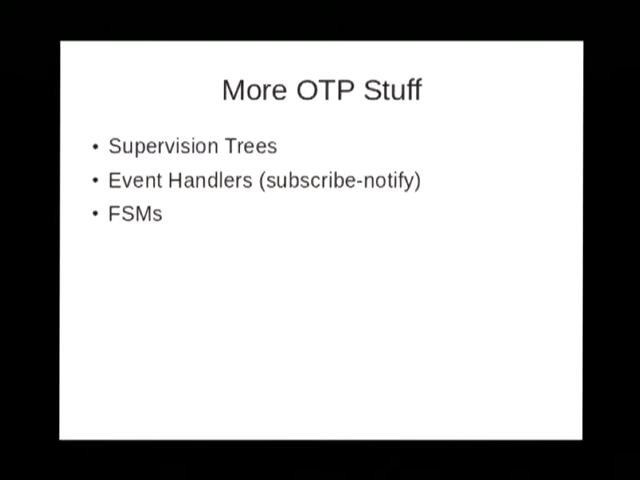 More OTP Stuff
• Supervision Trees
• Event Handlers (subscribe-notify)
• FSMs